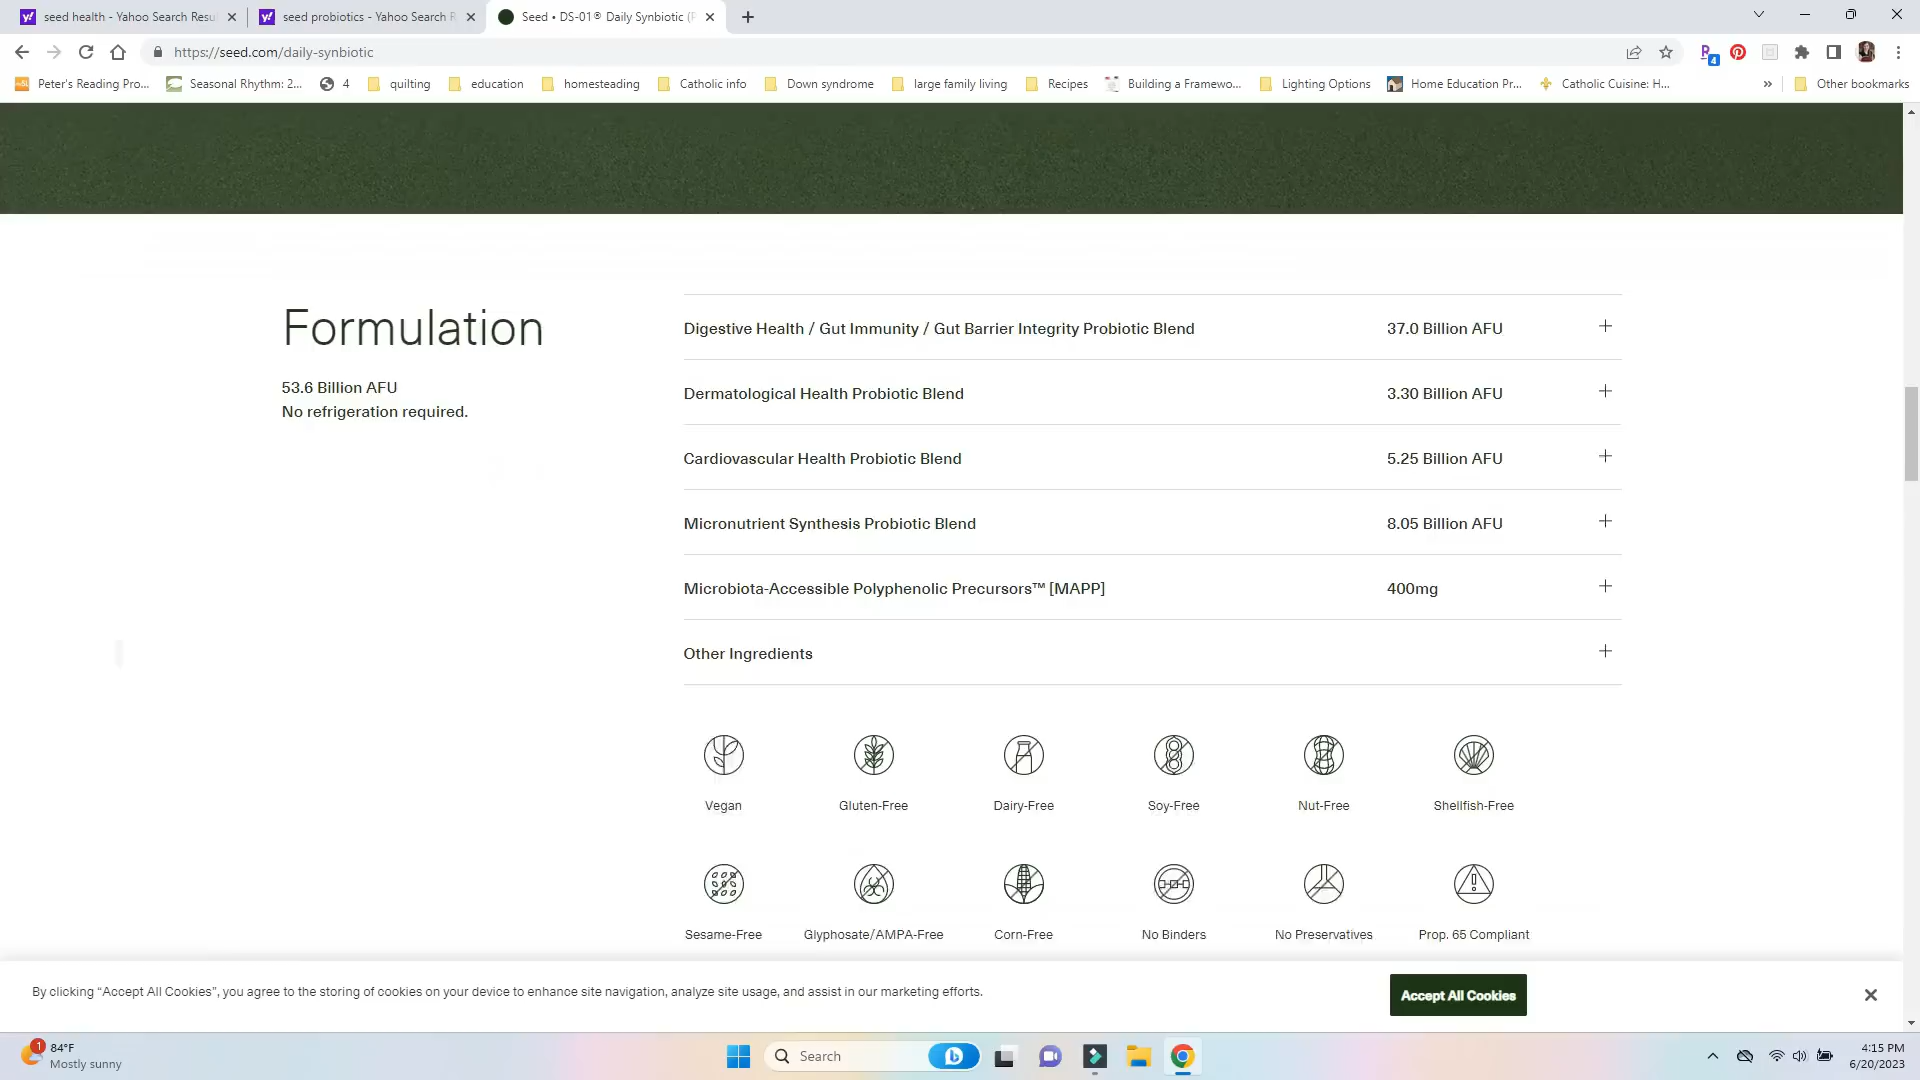 seed health - Yahoo Search Resu
seed probiotics - Yahoo Search R
Seed • DS-01® Daily Synbiotic (P
https://seed.com/daily-synbiotic
4
Peter's Reading Pro...
Seasonal Rhythm: 2...
4
quilting
education
homesteading
Catholic info
Down syndrome
large family living
Recipes
Building a Framewo...
Lighting Options
Home Education Pr...
Catholic Cuisine: H...
»
Other bookmarks
Formulation
53.6 Billion AFU
No refrigeration required.
Digestive Health / Gut Immunity / Gut Barrier Integrity Probiotic Blend 37.0 Billion AFU +
Dermatological Health Probiotic Blend 3.30 Billion AFU +
Cardiovascular Health Probiotic Blend 5.25 Billion AFU +
Micronutrient Synthesis Probiotic Blend 8.05 Billion AFU +
Microbiota-Accessible Polyphenolic Precursors™ [MAPP] 400mg +
Other Ingredients +
Vegan Gluten-Free Dairy-Free Soy-Free Nut-Free Shellfish-Free
Sesame-Free Glyphosate/AMPA-Free Corn-Free No Binders No Preservatives Prop. 65 Compliant
By clicking “Accept All Cookies”, you agree to the storing of cookies on your device to enhance site navigation, analyze site usage, and assist in our marketing efforts.
Accept All Cookies
1
84°F
Mostly sunny
Search
4:15 PM
6/20/2023